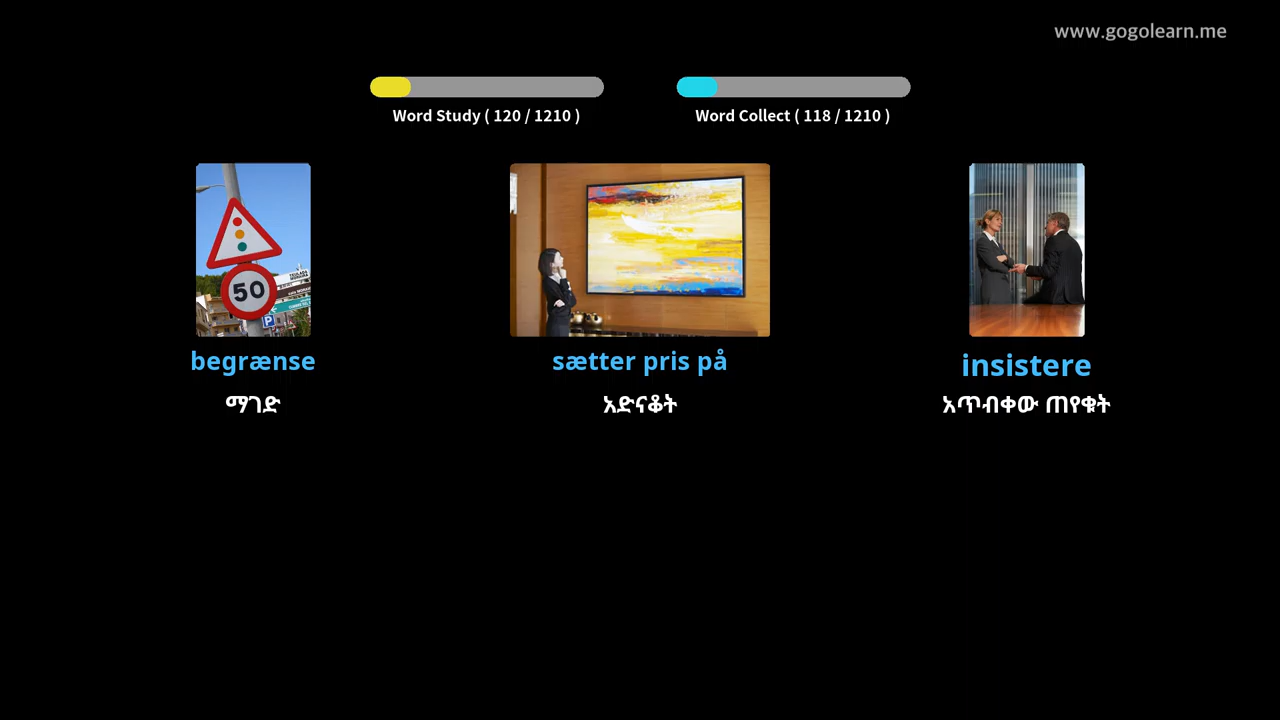 www.gogolearn.me
Word Study ( 120 / 1210 )
Word Collect ( 118 / 1210 )
50
P
begrænse
sætter pris på
insistere
ማገድ
አድናቆት
አጥብቀው ጠየቁት